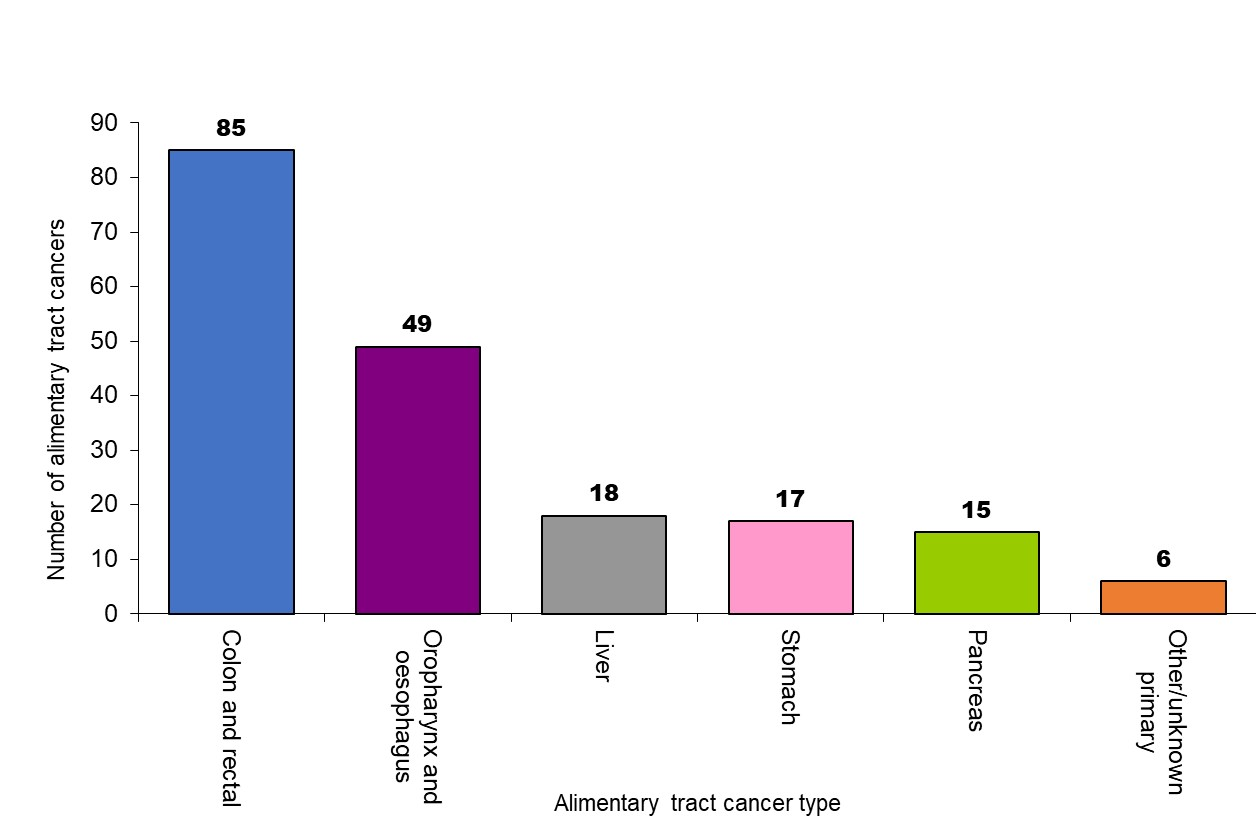 Number of alimentary tract cancers
90
80
70
60
50
40
30
20
10
0
85
49
18
17
15
6
Colon and rectal
Oropharynx and
oesophagus
Liver
Stomach
Pancreas
Other/unknown
primary
Alimentary tract cancer type